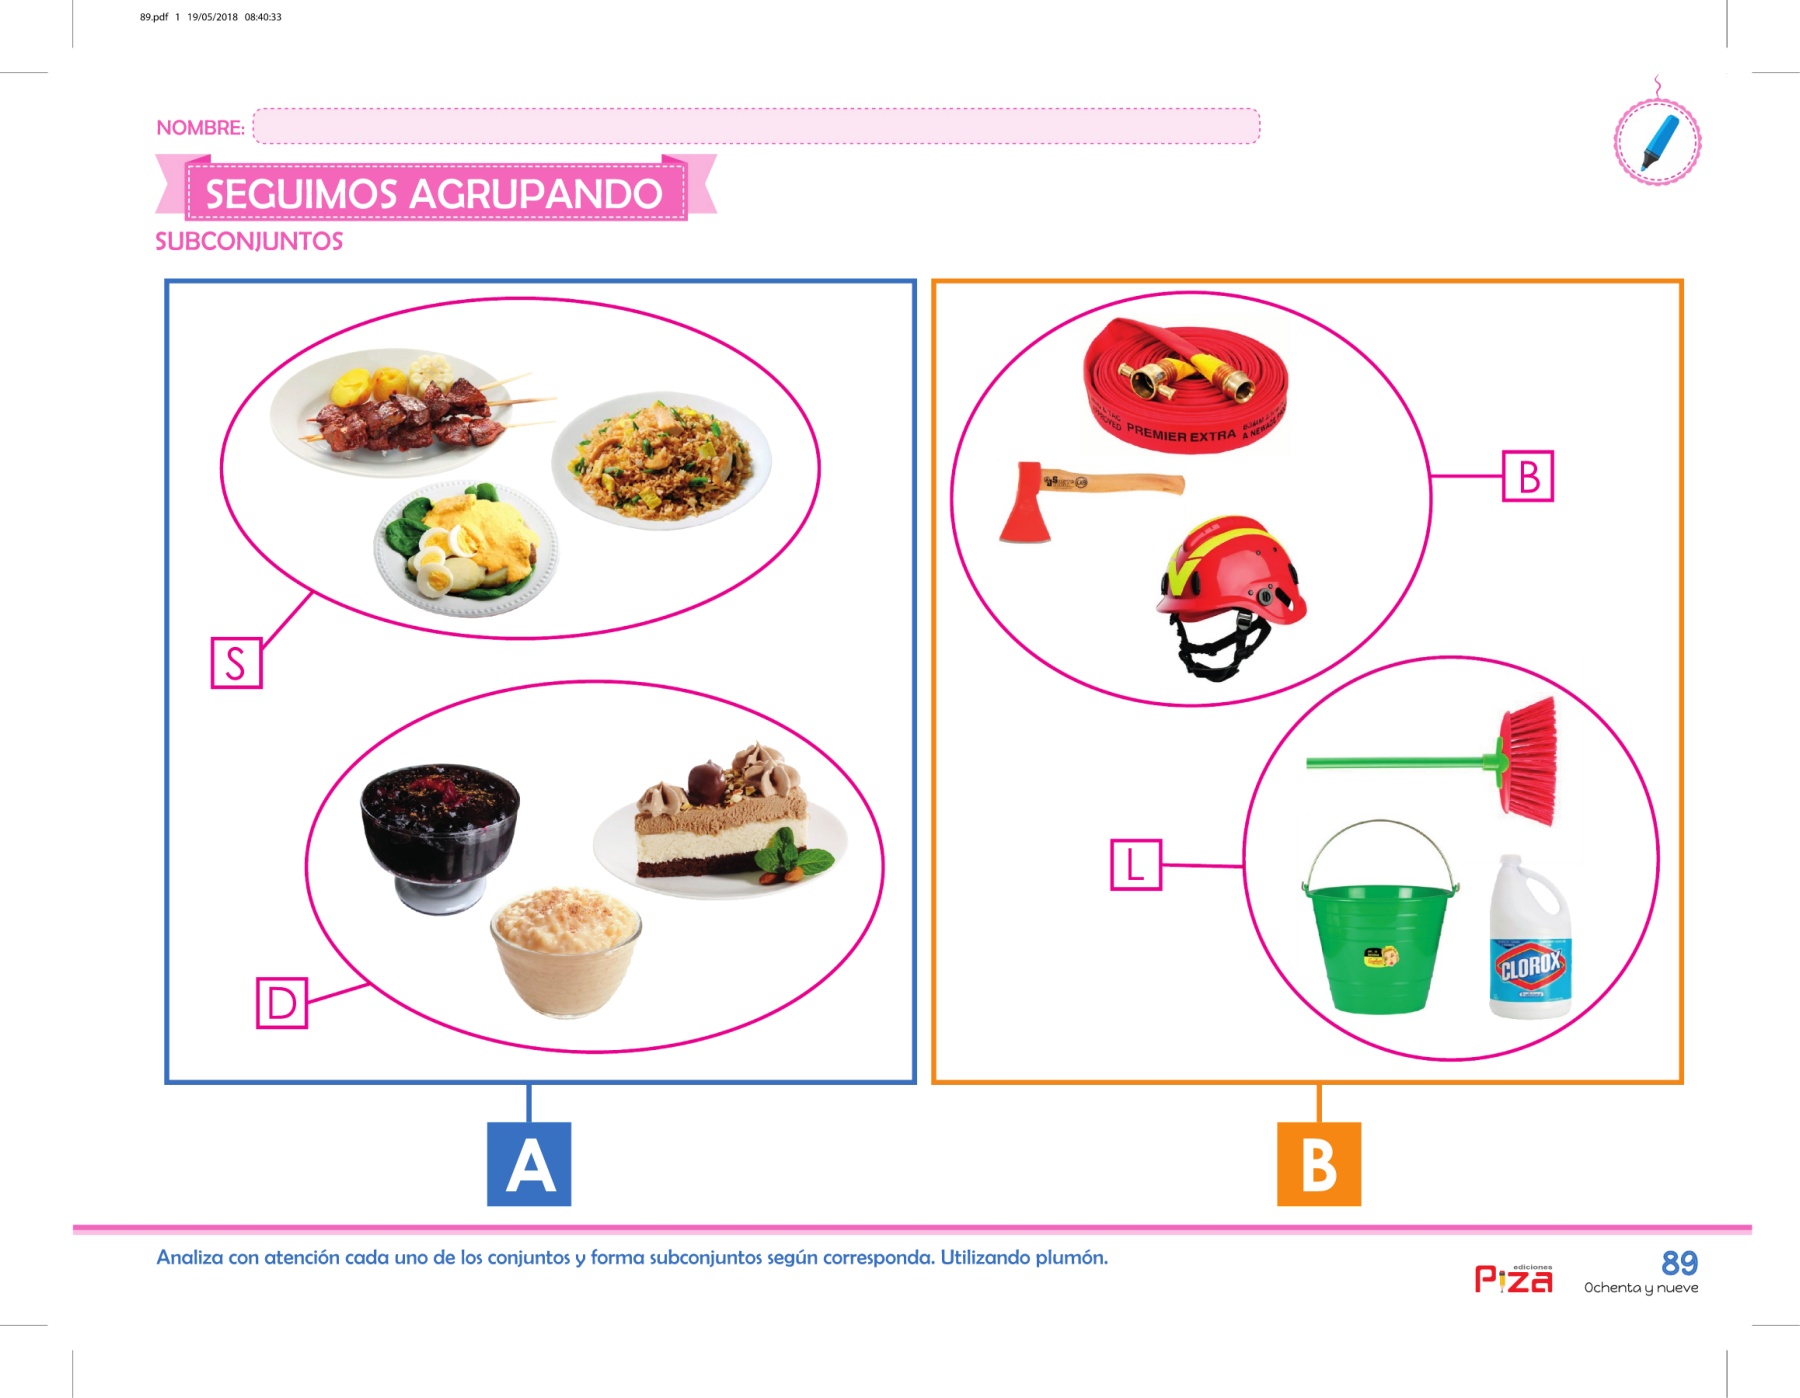 89.pdf 1 19/05/2018 08:40:33
NOMBRE:
SEGUIMOS AGRUPANDO
SUBCONJUNTOS
PREMIER EXTRA
B
S
L
CLOROX
D
A
B
Analiza con atención cada uno de los conjuntos y forma subconjuntos según corresponda. Utilizando plumón.
ediciones
Piza
89
Ochenta y nueve